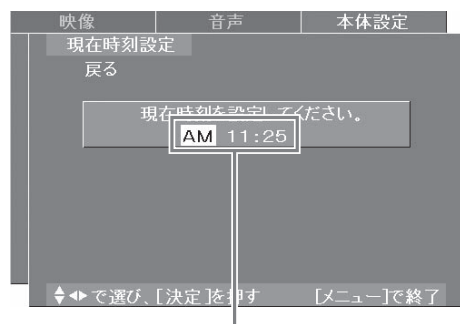 映像 音声 本体設定
現在時刻設定
戻る
現在時刻を設定してください。
AM 11:25
で選び、[決定]を押す [メニュー]で終了